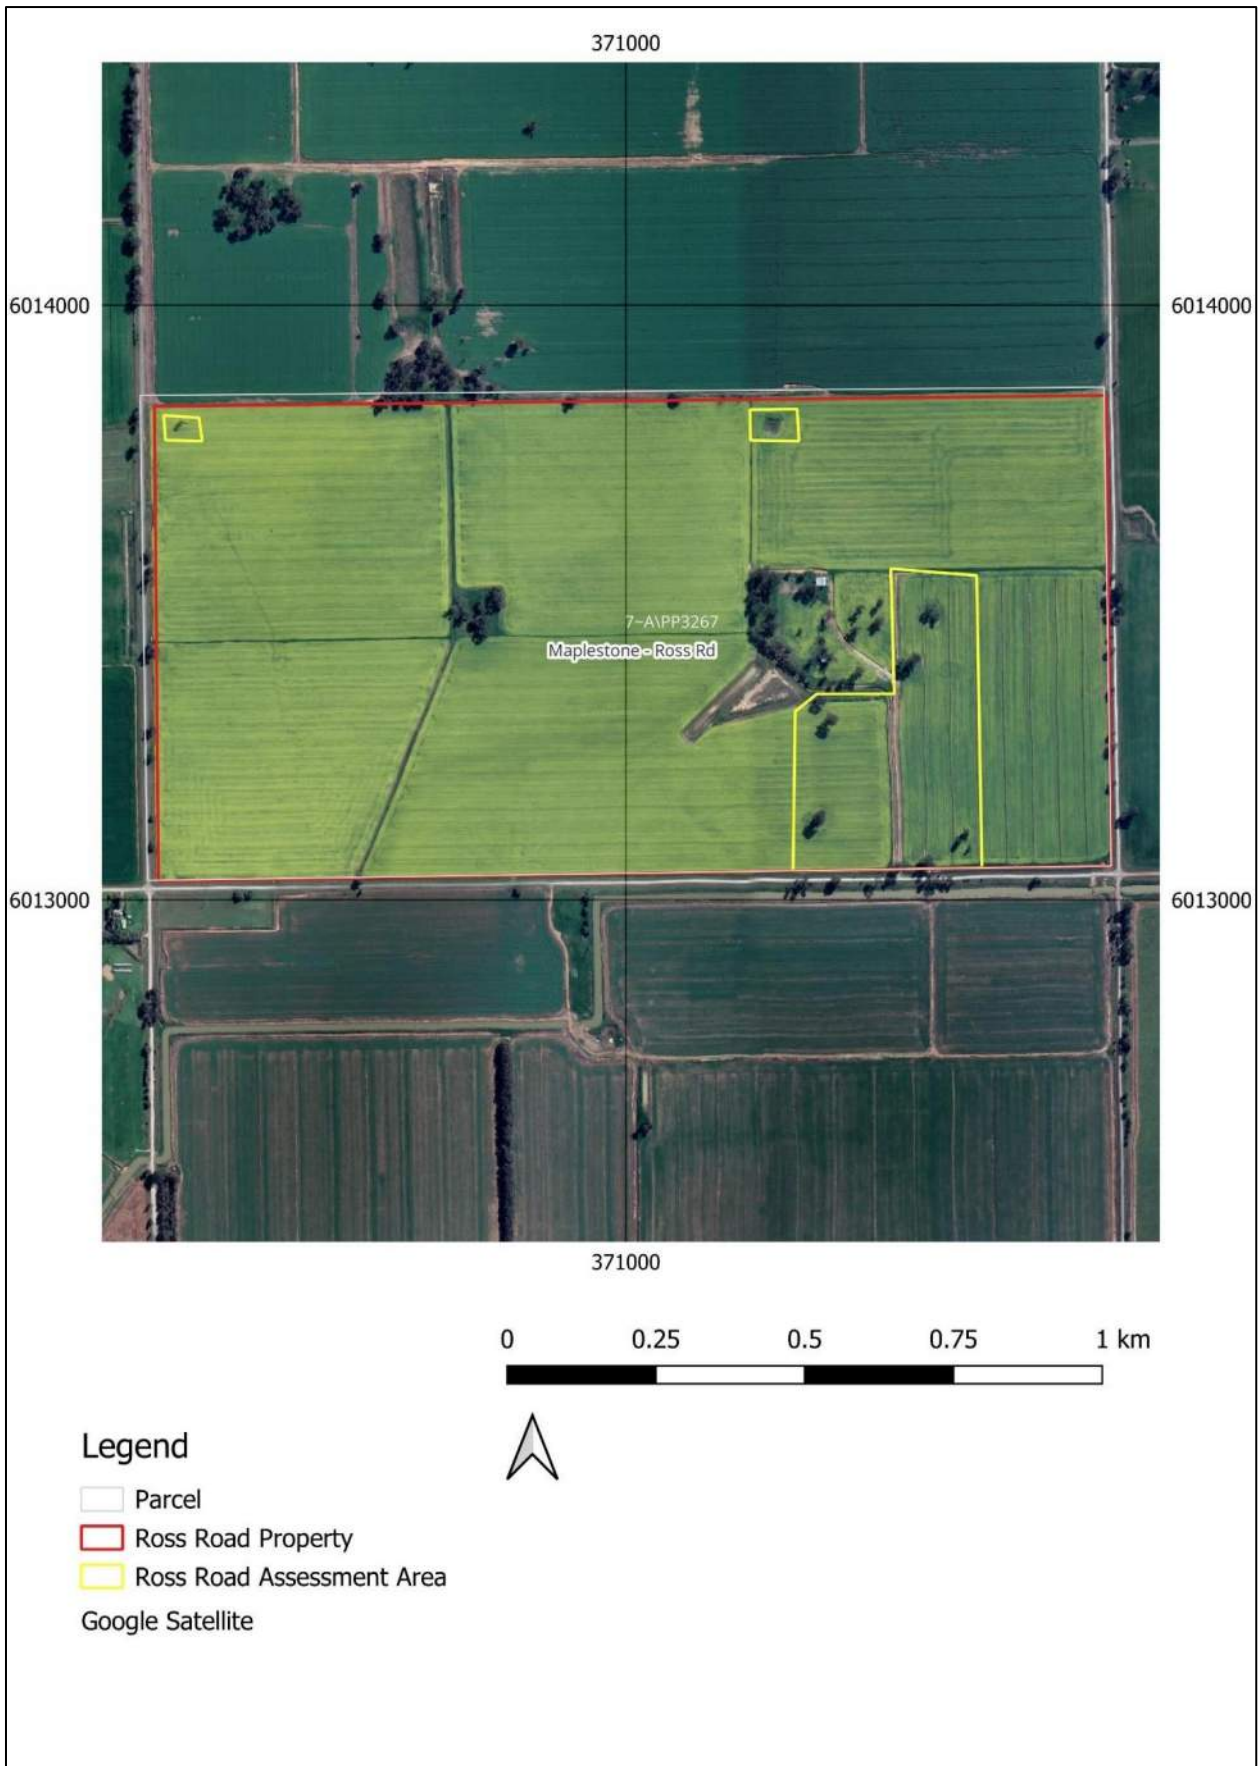 371000
6014000 6014000
7~A\PP3267
Maplestone - Ross Rd
6013000 6013000
371000
0 0.25 0.5 0.75 1 km
Legend
Parcel
Ross Road Property
Ross Road Assessment Area
Google Satellite